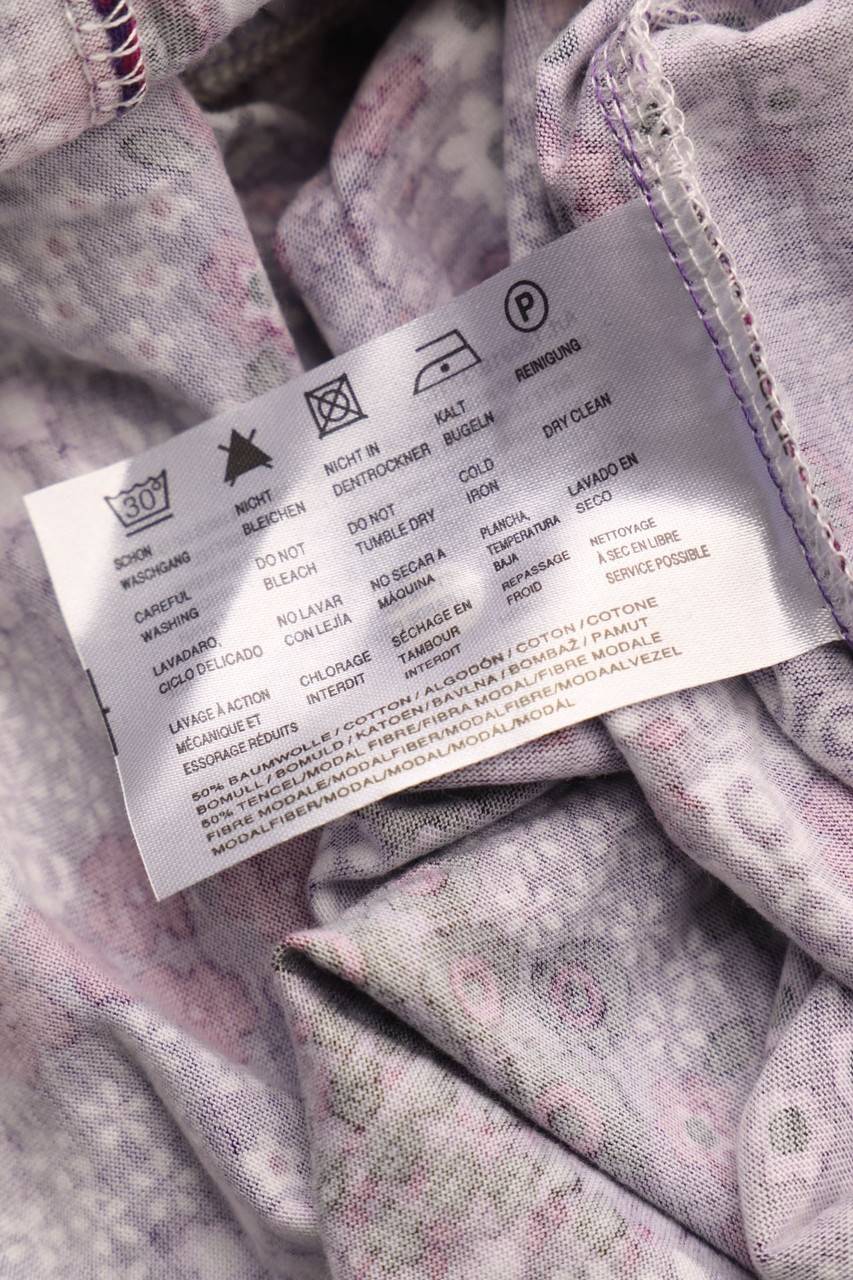 30°
P
SCHON
WASCHGANG
NICHT
BLEICHEN
NICHT IN
DENTROCKNER
KALT
BUGELN
REINIGUNG
CAREFUL
WASHING
DO NOT
BLEACH
DO NOT
TUMBLE DRY
COLD
IRON
DRY CLEAN
LAVADARO,
CICLO DELICADO
NO LAVAR
CON LEJÍA
NO SECAR A
MÁQUINA
PLANCHA,
TEMPERATURA
BAJA
LAVADO EN
SECO
LAVAGE À ACTION
MÉCANIQUE ET
ESSORAGE RÉDUITS
CHLORAGE
INTERDIT
SÉCHAGE EN
TAMBOUR
INTERDIT
REPASSAGE
FROID
NETTOYAGE
À SEC EN LIBRE
SERVICE POSSIBLE
50% BAUMWOLLE / COTTON / ALGODÓN / COTON / COTONE
BOMULL / BOMULD / KATOEN / BAVLNA / BOMBAŽ / PAMUT
50% TENCEL/MODAL FIBRE/FIBRA MODAL/FIBRE MODALE
FIBRE MODALE/MODALFIBER/MODALFIBRE/MODAALVEZEL
MODALFIBER/MODAL/MODAL/MODÁL/MODÁL